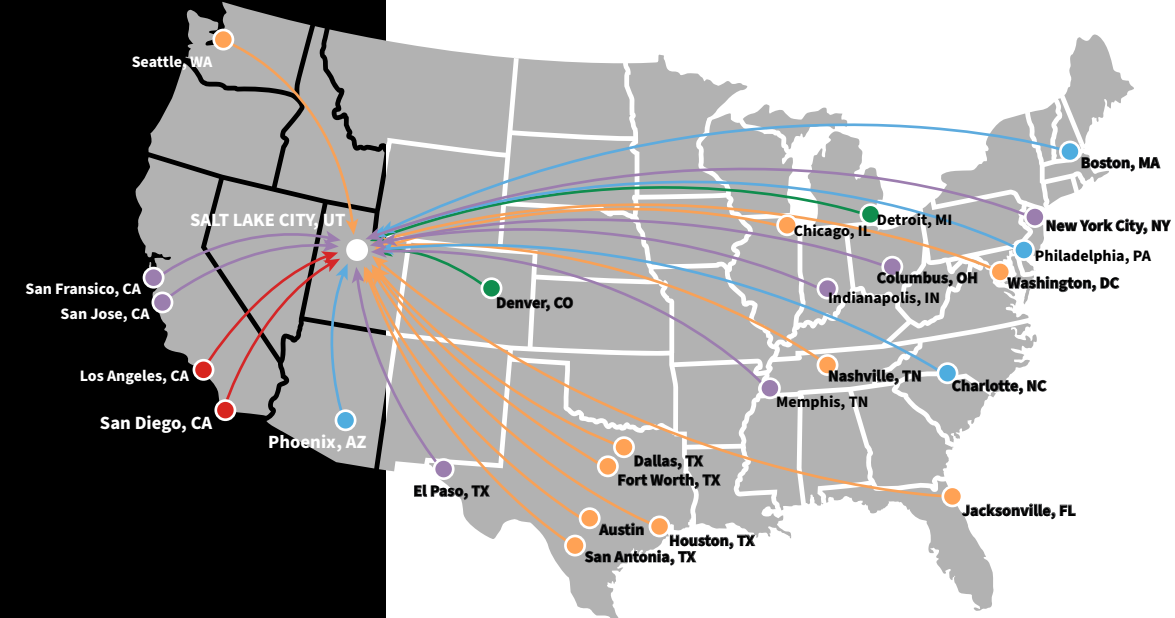 Seattle, WA
Boston, MA
SALT LAKE CITY, UT
Detroit, MI
New York City, NY
Chicago, IL
Philadelphia, PA
Columbus, OH
Washington, DC
San Fransico, CA
Indianapolis, IN
Denver, CO
San Jose, CA
Los Angeles, CA
Nashville, TN
Charlotte, NC
Memphis, TN
San Diego, CA
Phoenix, AZ
Dallas, TX
Fort Worth, TX
El Paso, TX
Jacksonville, FL
Austin
Houston, TX
San Antonia, TX